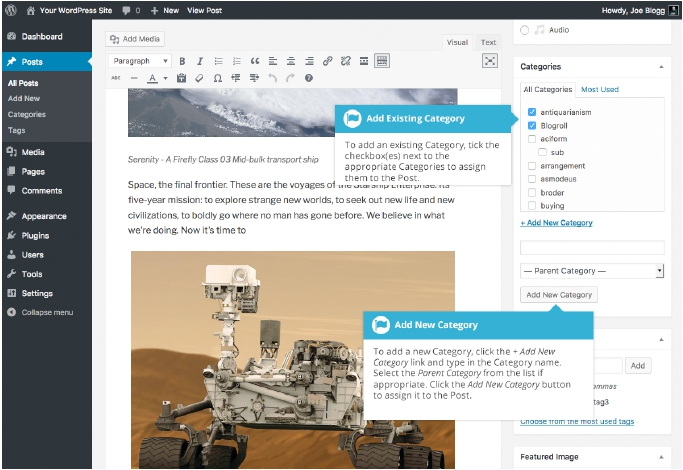 Your WordPress Site 0 + New View Post Howdy, Joe Blogg
Dashboard
Posts
All Posts
Add New
Categories
Tags
Media
Pages
Comments
Appearance
Plugins
Users
Tools
Settings
Collapse menu
Add Media
Visual Text
Paragraph B I
ABC A
Serenity - A Firefly Class 03 Mid-bulk transport ship
Space, the final frontier. These are the voyages of the Starship Enterprise. Its
five-year mission: to explore strange new worlds, to seek out new life and new
civilizations, to boldly go where no man has gone before. We believe in what
we're doing. Now it's time to
Add Existing Category
To add an existing Category, tick the
checkbox(es) next to the
appropriate Categories to assign
them to the Post.
Add New Category
To add a new Category, click the + Add New
Category link and type in the Category name.
Select the Parent Category from the list if
appropriate. Click the Add New Category button
to assign it to the Post.
Audio
Categories
All Categories Most Used
antiquarianism
Blogroll
aciform
sub
arrangement
asmodeus
broder
buying
+ Add New Category
— Parent Category —
Add New Category
Add
ommas
tag3
Choose from the most used tags
Featured Image